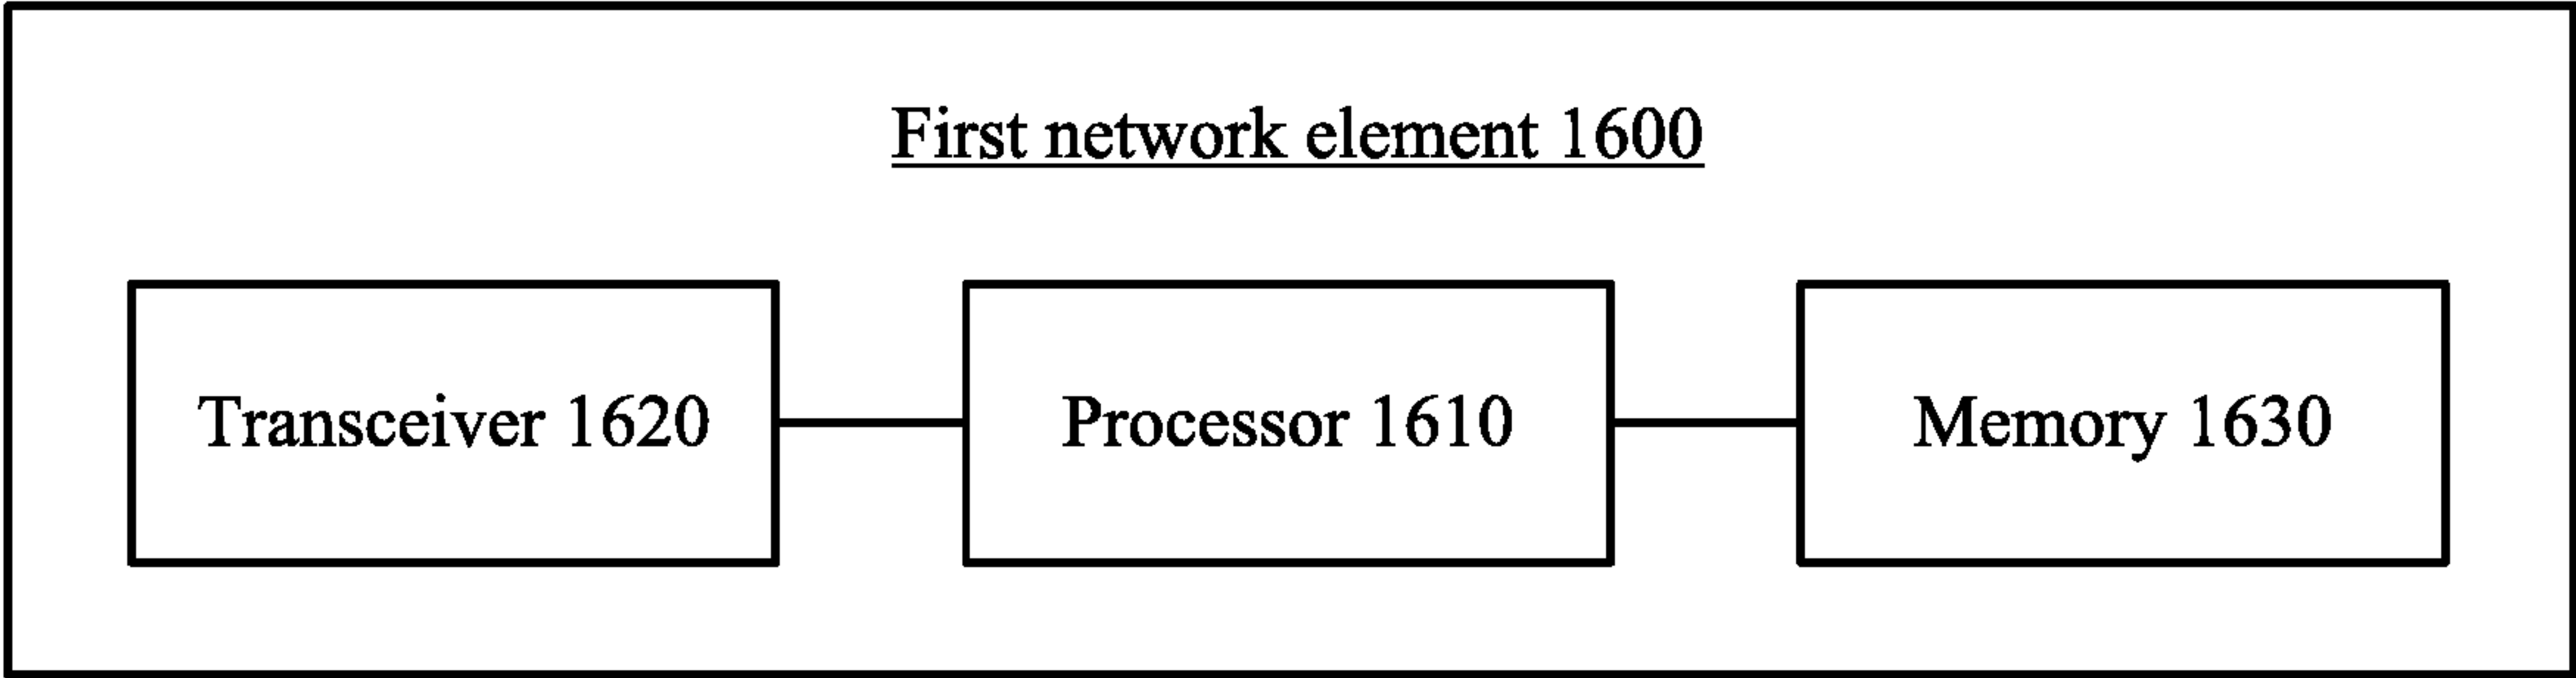 First network element 1600
Transceiver 1620
Processor 1610
Memory 1630